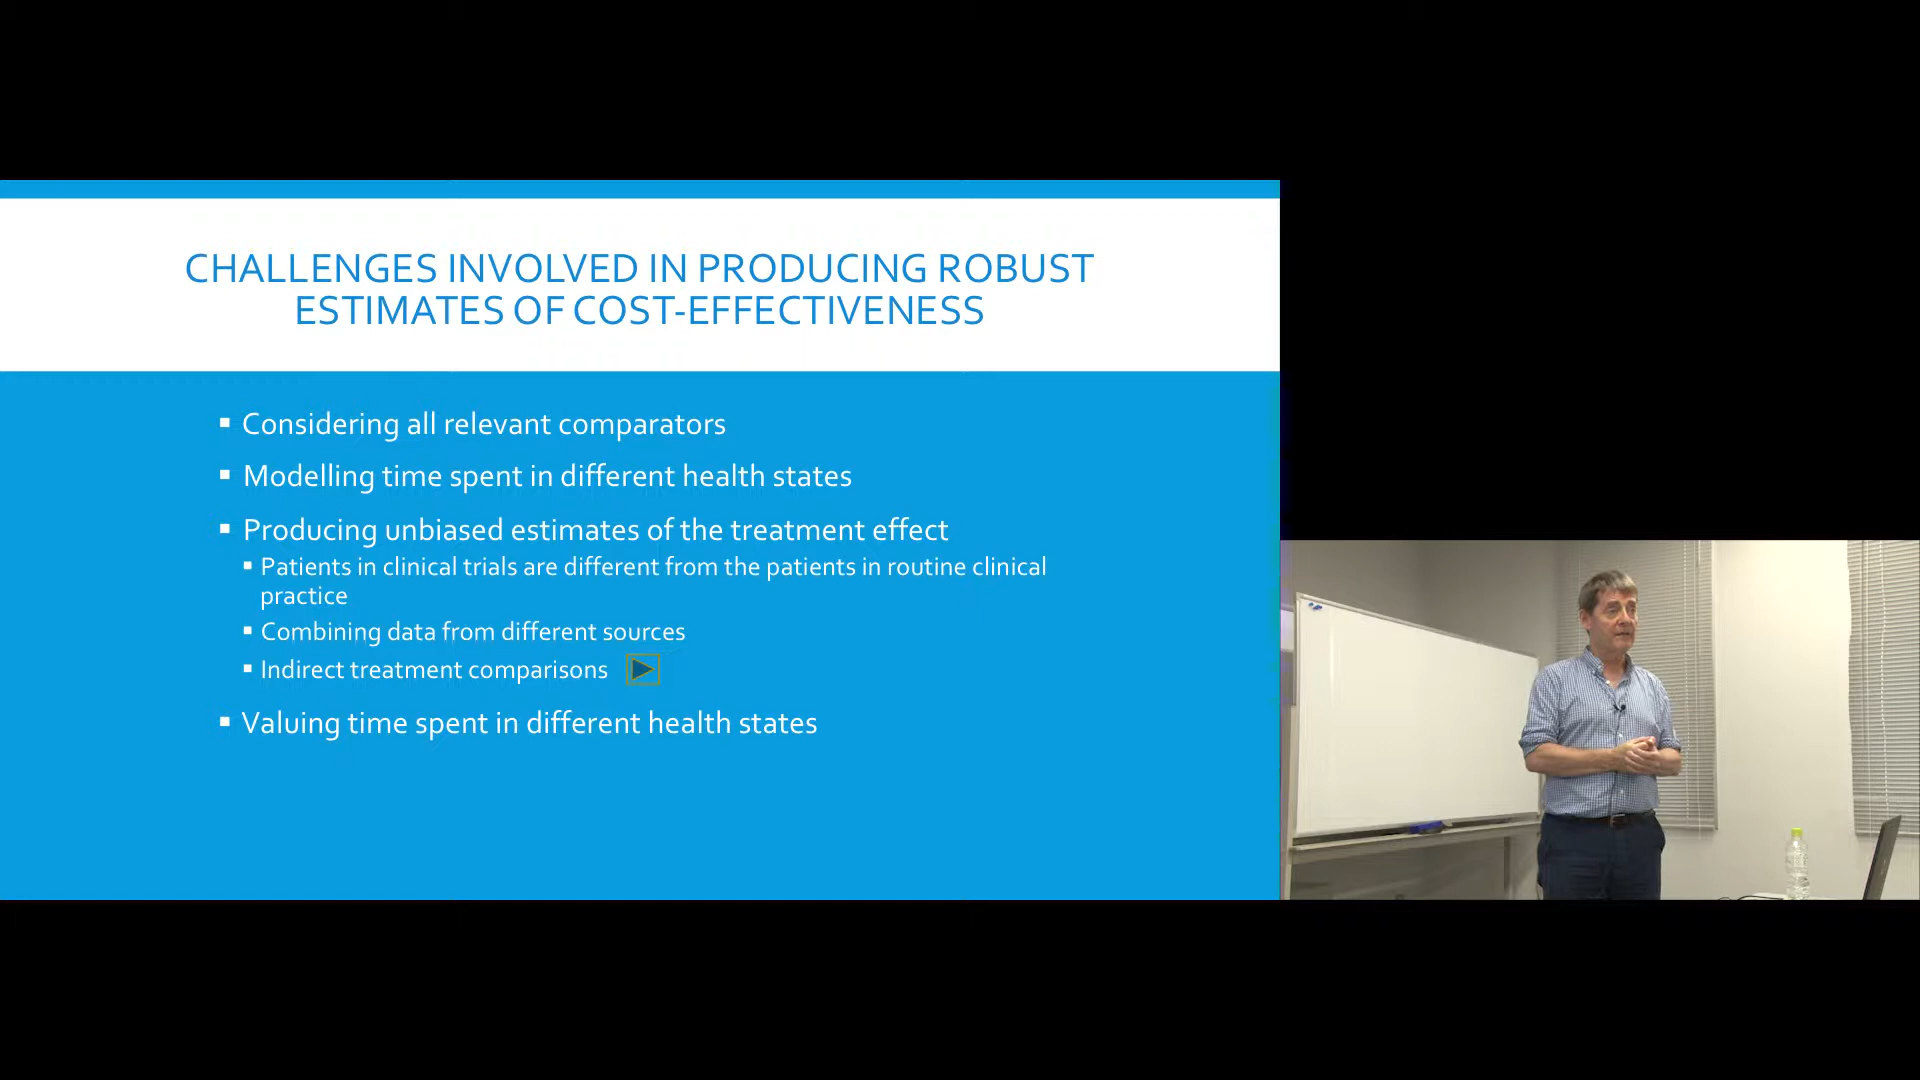 CHALLENGES INVOLVED IN PRODUCING ROBUST
ESTIMATES OF COST-EFFECTIVENESS
Considering all relevant comparators
Modelling time spent in different health states
Producing unbiased estimates of the treatment effect
Patients in clinical trials are different from the patients in routine clinical
practice
Combining data from different sources
Indirect treatment comparisons
Valuing time spent in different health states